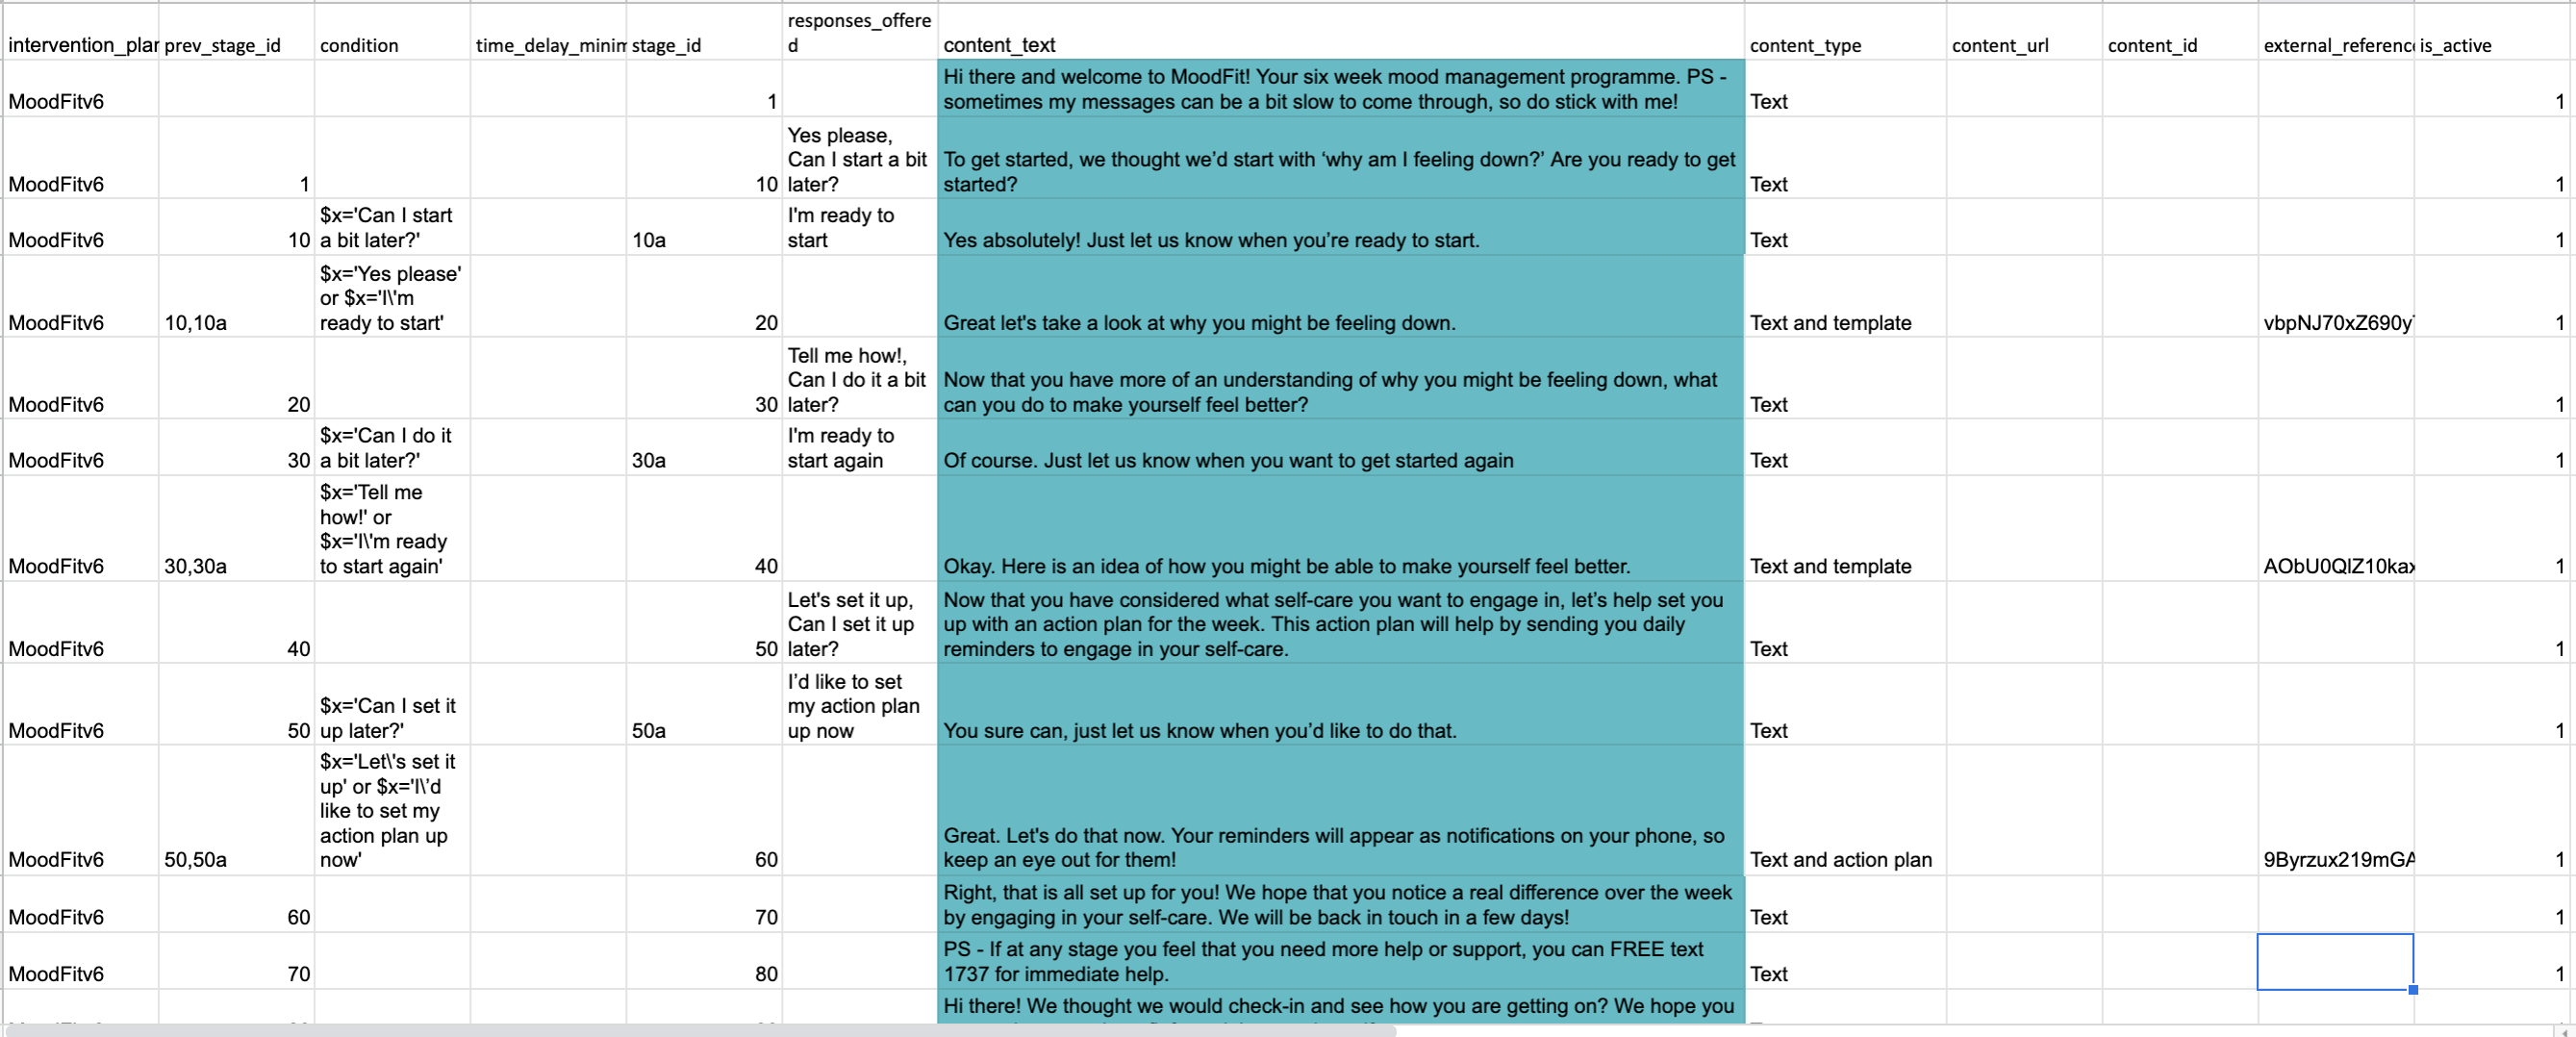 responses_offere
intervention_plar prev_stage_id condition time_delay_minim stage_id d content_text content_type content_url content_id external_reference is_active
Hi there and welcome to MoodFit! Your six week mood management programme. PS -
MoodFitv6 1 sometimes my messages can be a bit slow to come through, so do stick with me! Text 1
Yes please,
Can I start a bit To get started, we thought we’d start with ‘why am I feeling down?’ Are you ready to get
MoodFitv6 1 10 later? started? Text 1
$x='Can I start I'm ready to
MoodFitv6 10 a bit later?' 10a start Yes absolutely! Just let us know when you’re ready to start. Text 1
$x='Yes please'
or $x='I\'m
MoodFitv6 10,10a ready to start' 20 Great let's take a look at why you might be feeling down. Text and template vbpNJ70xZ690y 1
Tell me how!,
Can I do it a bit Now that you have more of an understanding of why you might be feeling down, what
MoodFitv6 20 30 later? can you do to make yourself feel better? Text 1
$x='Can I do it I'm ready to
MoodFitv6 30 a bit later?' 30a start again Of course. Just let us know when you want to get started again Text 1
$x='Tell me
how!' or
$x='I\'m ready
MoodFitv6 30,30a to start again' 40 Okay. Here is an idea of how you might be able to make yourself feel better. Text and template AObU0QlZ10kax 1
Let's set it up, Now that you have considered what self-care you want to engage in, let’s help set you
Can I set it up up with an action plan for the week. This action plan will help by sending you daily
MoodFitv6 40 50 later? reminders to engage in your self-care. Text 1
I’d like to set
$x='Can I set it my action plan
MoodFitv6 50 up later?' 50a up now You sure can, just let us know when you’d like to do that. Text 1
$x='Let\'s set it
up' or $x='I\’d
like to set my
action plan up Great. Let's do that now. Your reminders will appear as notifications on your phone, so
MoodFitv6 50,50a now' 60 keep an eye out for them! Text and action plan 9Byrzux219mGA 1
Right, that is all set up for you! We hope that you notice a real difference over the week
MoodFitv6 60 70 by engaging in your self-care. We will be back in touch in a few days! Text 1
PS - If at any stage you feel that you need more help or support, you can FREE text
MoodFitv6 70 80 1737 for immediate help. Text 1
Hi there! We thought we would check-in and see how you are getting on? We hope you